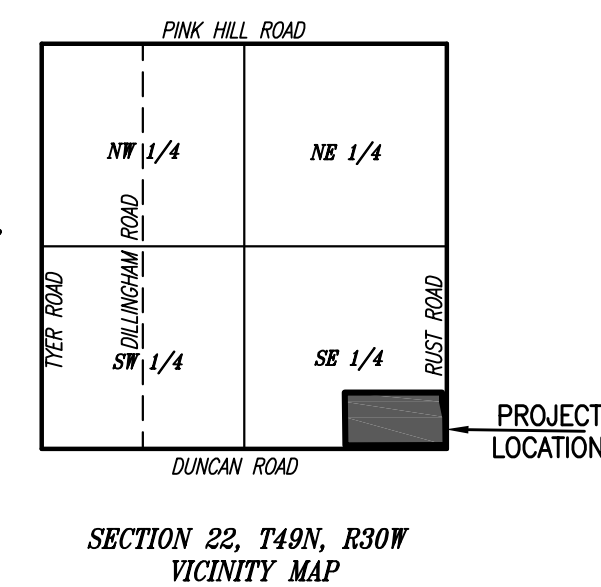 PINK HILL ROAD
NW 1/4
NE 1/4
DILLINGHAM ROAD
TYER ROAD
RUST ROAD
SW 1/4
SE 1/4
PROJECT
LOCATION
DUNCAN ROAD
SECTION 22, T49N, R30W
VICINITY MAP